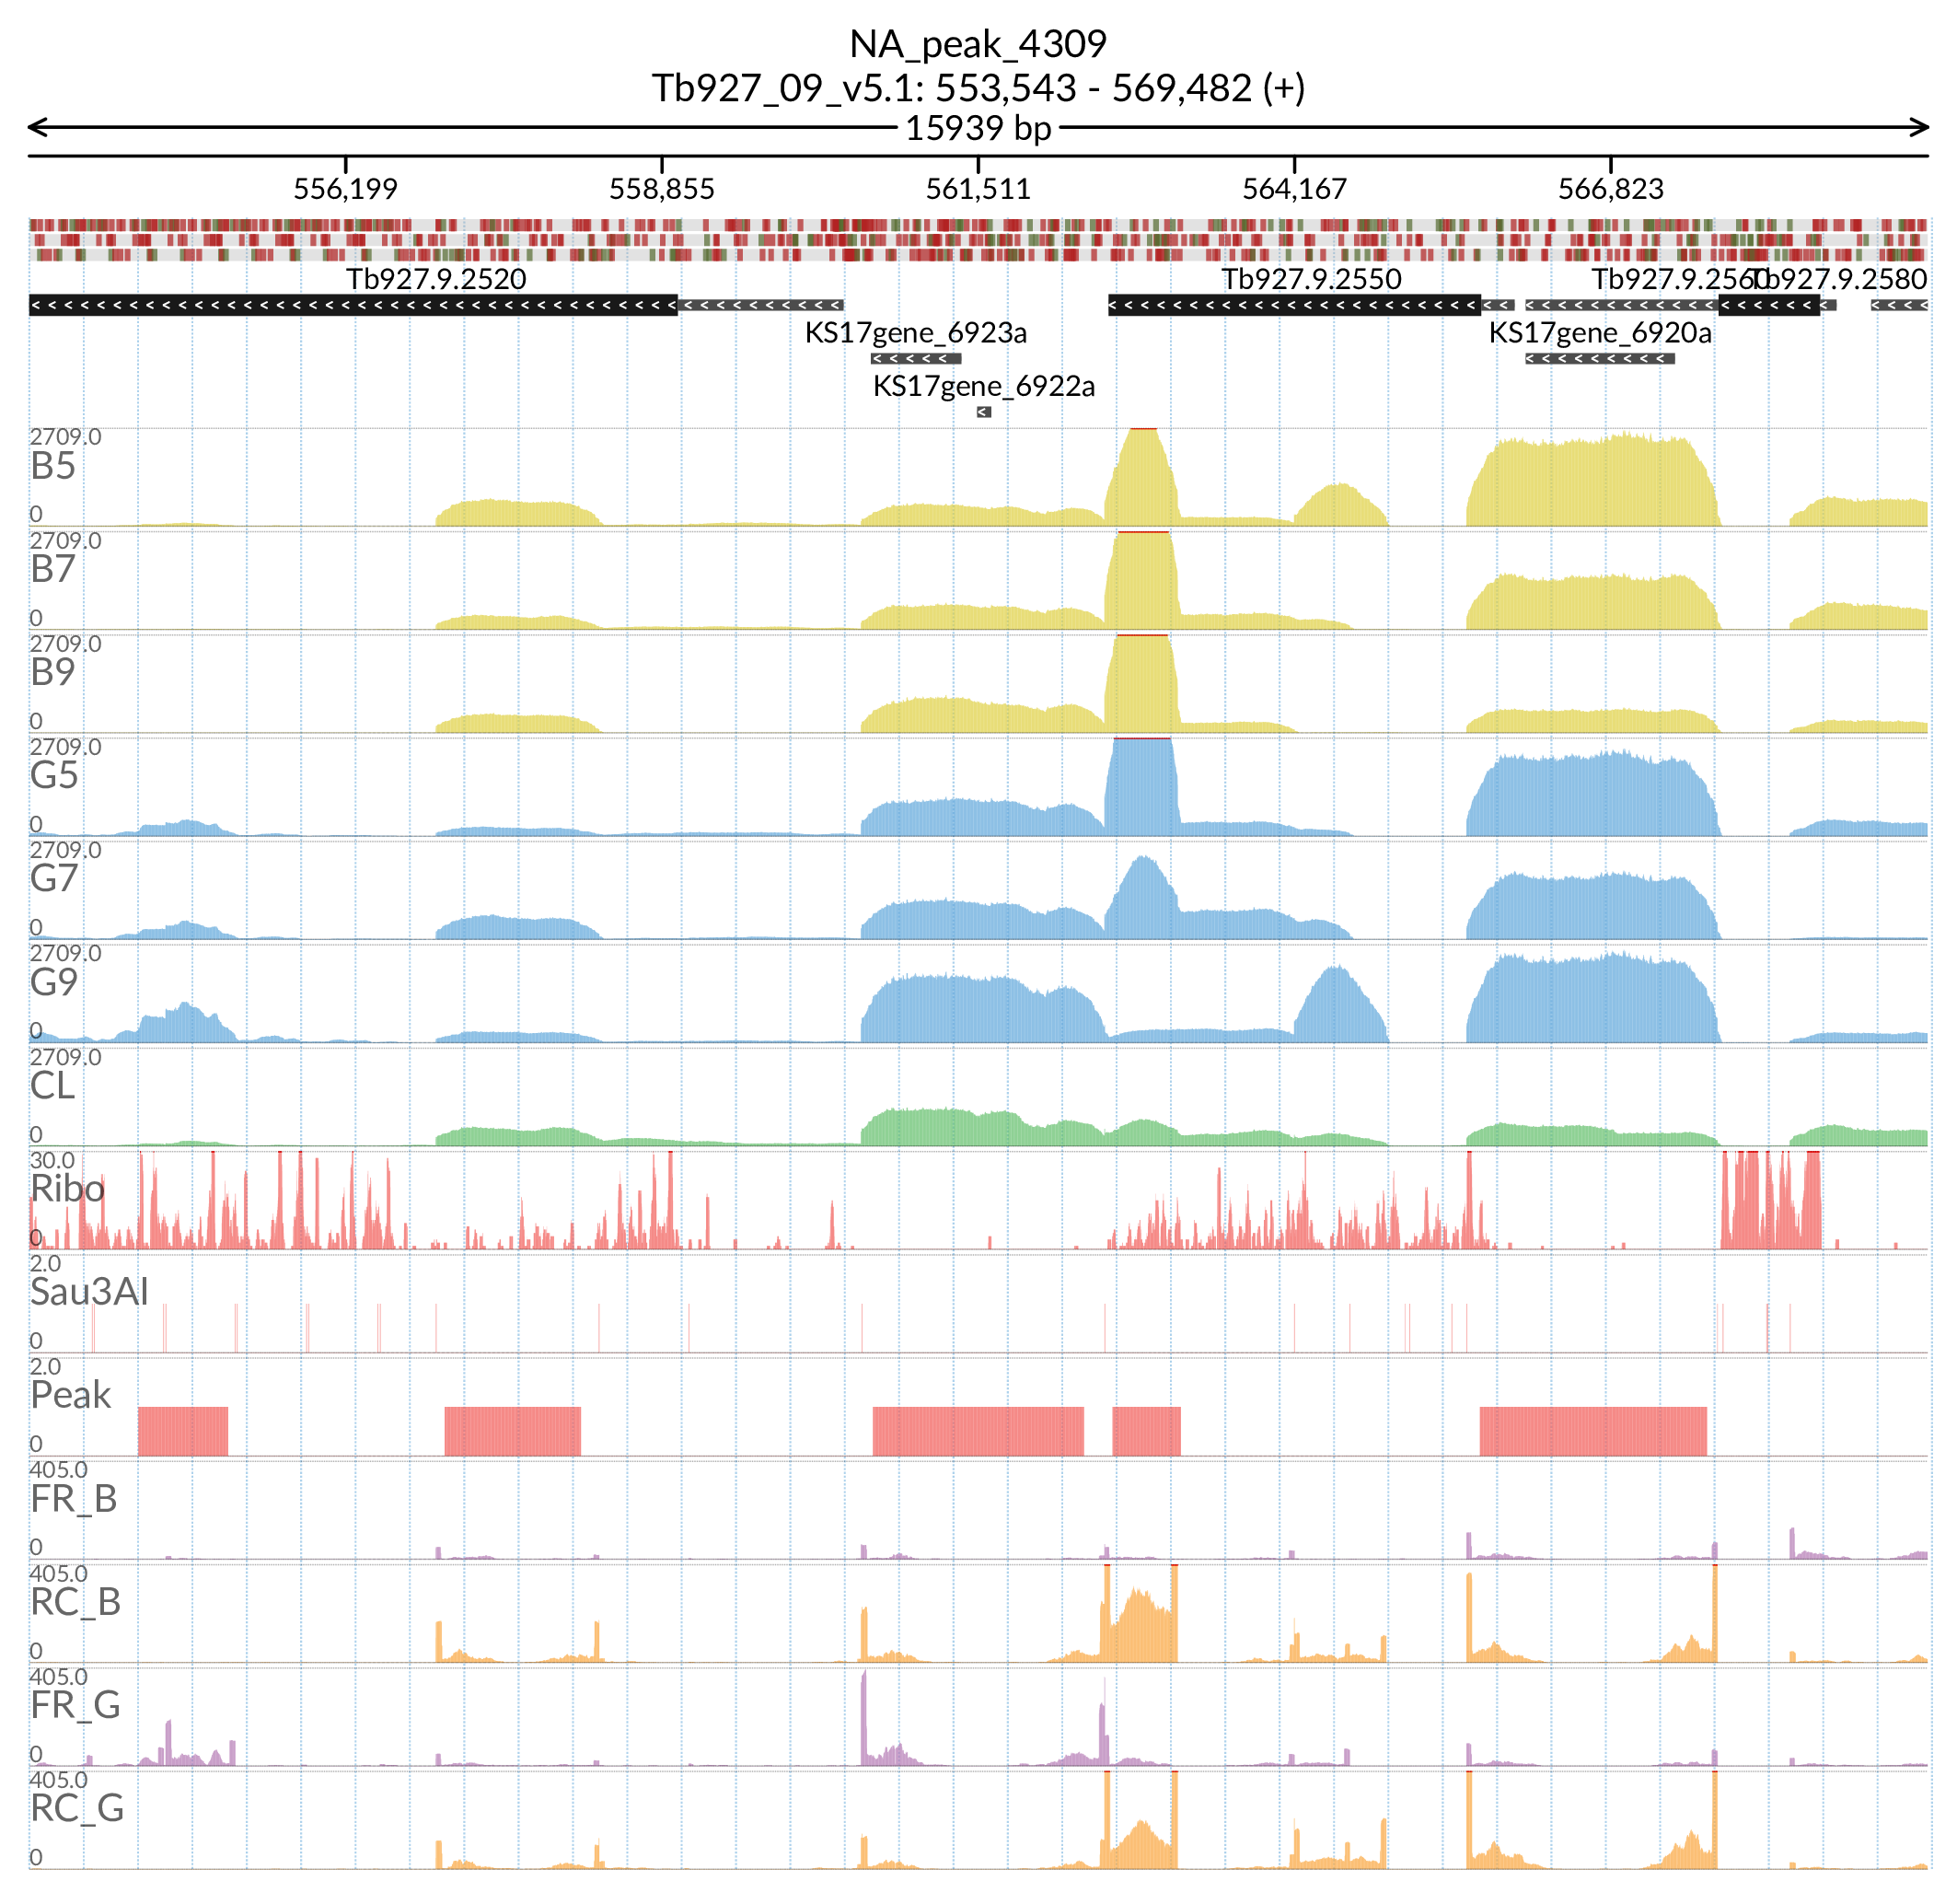 NA_peak_4309
Tb927_09_v5.1: 553,543 - 569,482 (+)
15939 bp
556,199 558,855 561,511 564,167 566,823
Tb927.9.2520 Tb927.9.2550 Tb927.9.2560 Tb927.9.2580
KS17gene_6923a KS17gene_6920a
KS17gene_6922a
2709.0
B5
0
2709.0
B7
0
2709.0
B9
0
2709.0
G5
0
2709.0
G7
0
2709.0
G9
0
2709.0
CL
0
30.0
Ribo
0
2.0
Sau3AI
0
2.0
Peak
0
405.0
FR_B
0
405.0
RC_B
0
405.0
FR_G
0
405.0
RC_G
0